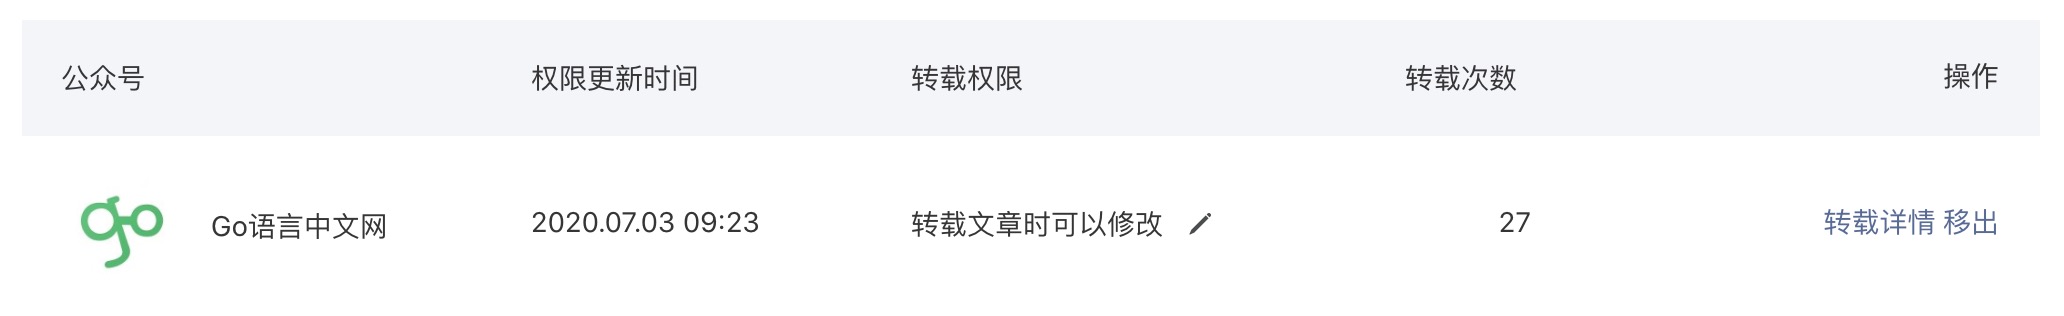 公众号 权限更新时间 转载权限 转载次数 操作
go Go语言中文网 2020.07.03 09:23 转载文章时可以修改 27 转载详情 移出